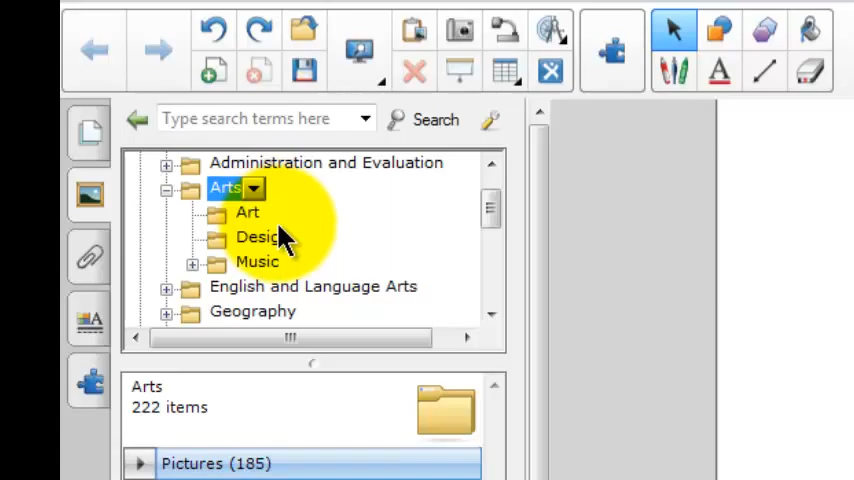 Type search terms here
Search
Administration and Evaluation
Arts
Art
Music
English and Language Arts
Geography
Arts
222 items
Pictures (185)